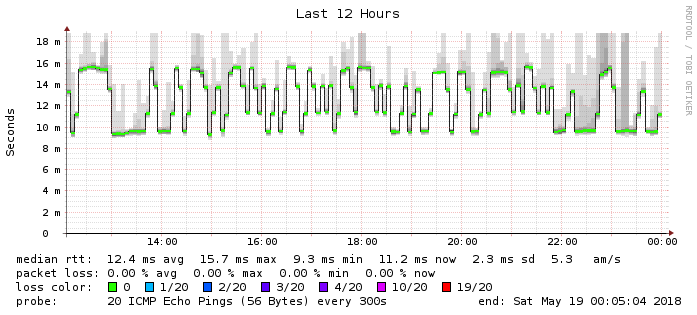 Last 12 Hours
RRDTOOL / TOBI OETIKER
Seconds
18 m
16 m
14 m
12 m
10 m
8 m
6 m
4 m
2 m
0
14:00 16:00 18:00 20:00 22:00 00:00
median rtt: 12.4 ms avg 15.7 ms max 9.3 ms min 11.2 ms now 2.3 ms sd 5.3 am/s
packet loss: 0.00 % avg 0.00 % max 0.00 % min 0.00 % now
loss color: 0 1/20 2/20 3/20 4/20 10/20 19/20
probe: 20 ICMP Echo Pings (56 Bytes) every 300s end: Sat May 19 00:05:04 2018